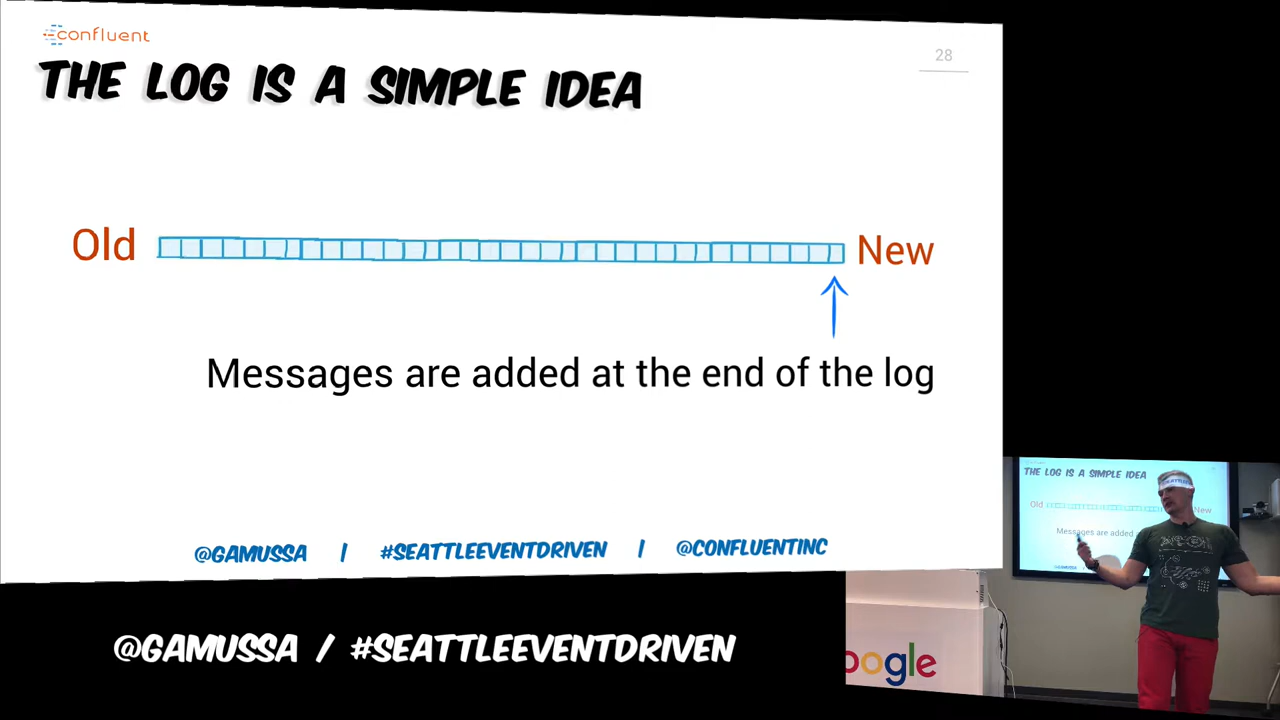 confluent
28
THE LOG IS A SIMPLE IDEA
Old
New
Messages are added at the end of the log
@GAMUSSA / #SEATTLEEVENTDRIVEN / @CONFLUENTINC
@GAMUSSA / #SEATTLEEVENTDRIVEN
THE LOG IS A SIMPLE IDEA
Old
New
Messages are added
oogle